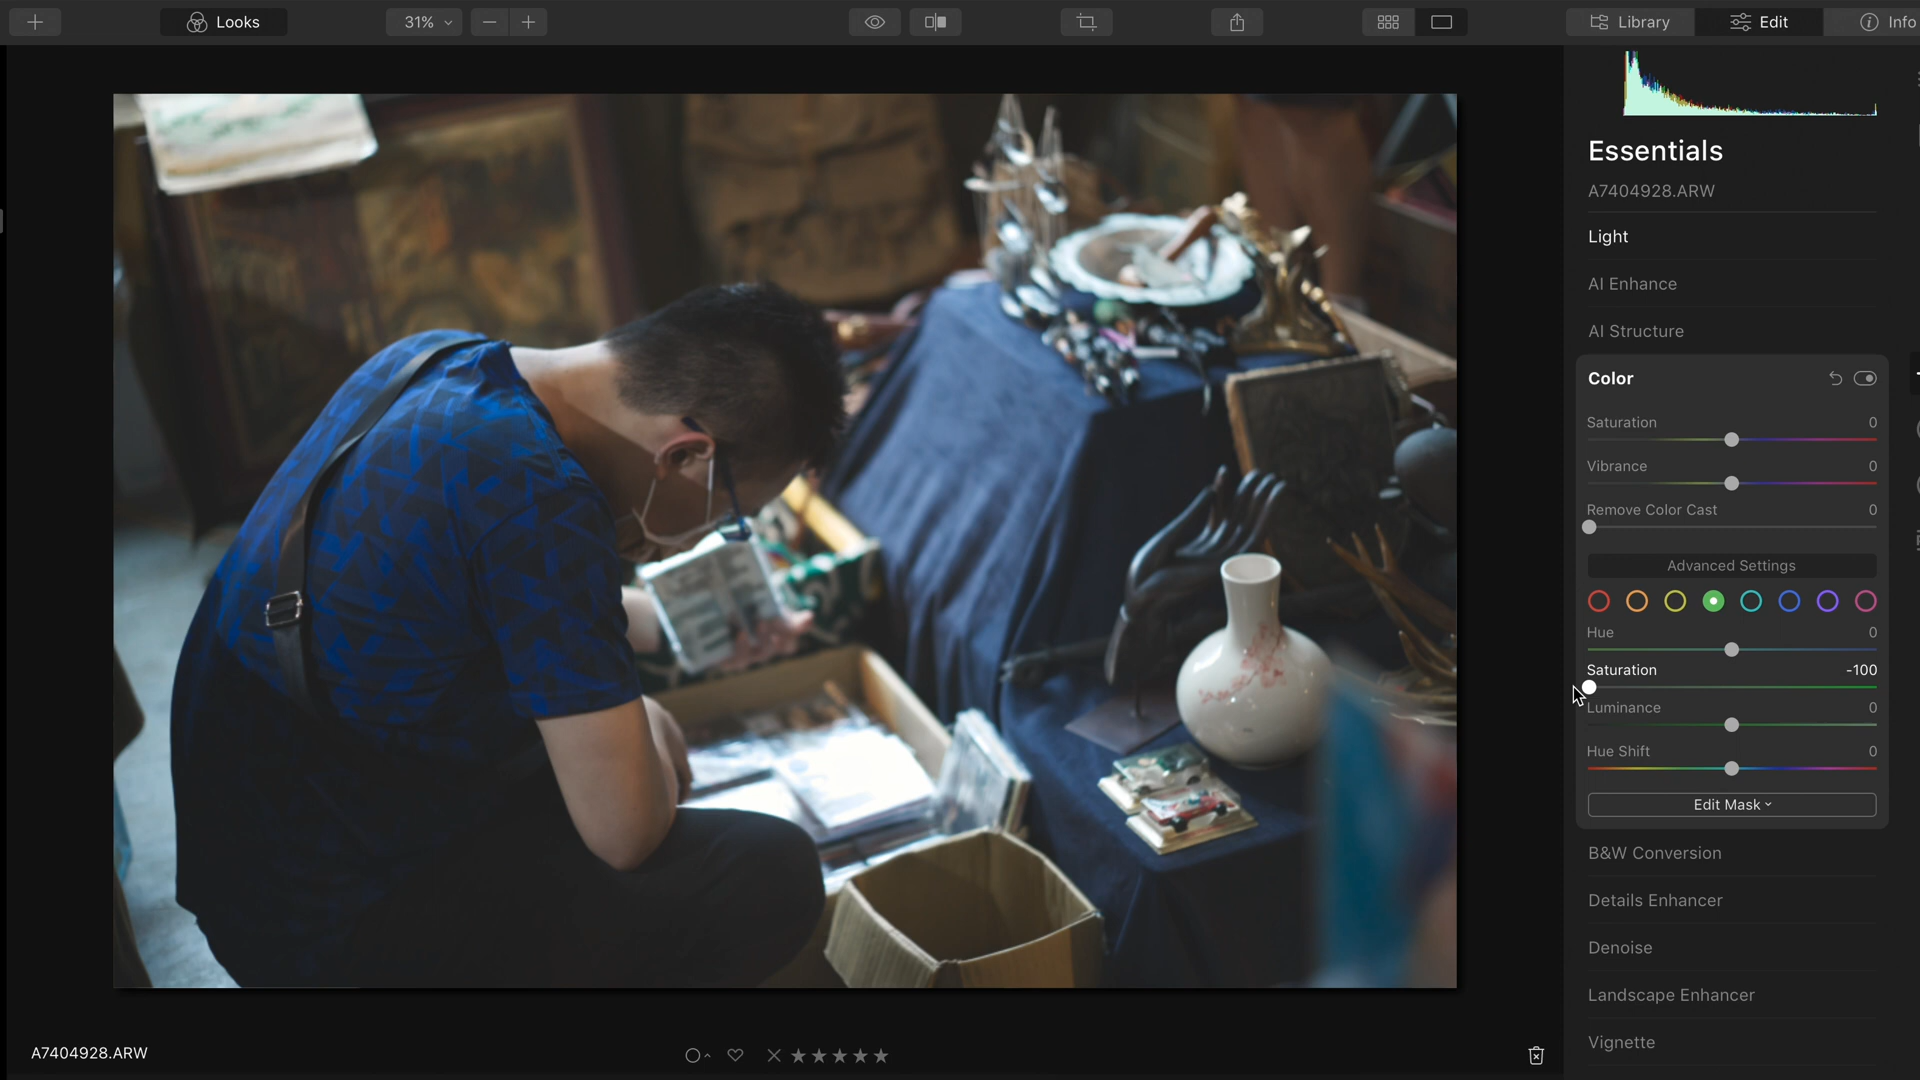 Looks
31%
Library
Edit
Info
Essentials
A7404928.ARW
Light
AI Enhance
AI Structure
Color
Saturation 0
Vibrance 0
Remove Color Cast 0
Advanced Settings
Hue 0
Saturation -100
Luminance 0
Hue Shift 0
Edit Mask
B&W Conversion
Details Enhancer
Denoise
Landscape Enhancer
Vignette
A7404928.ARW